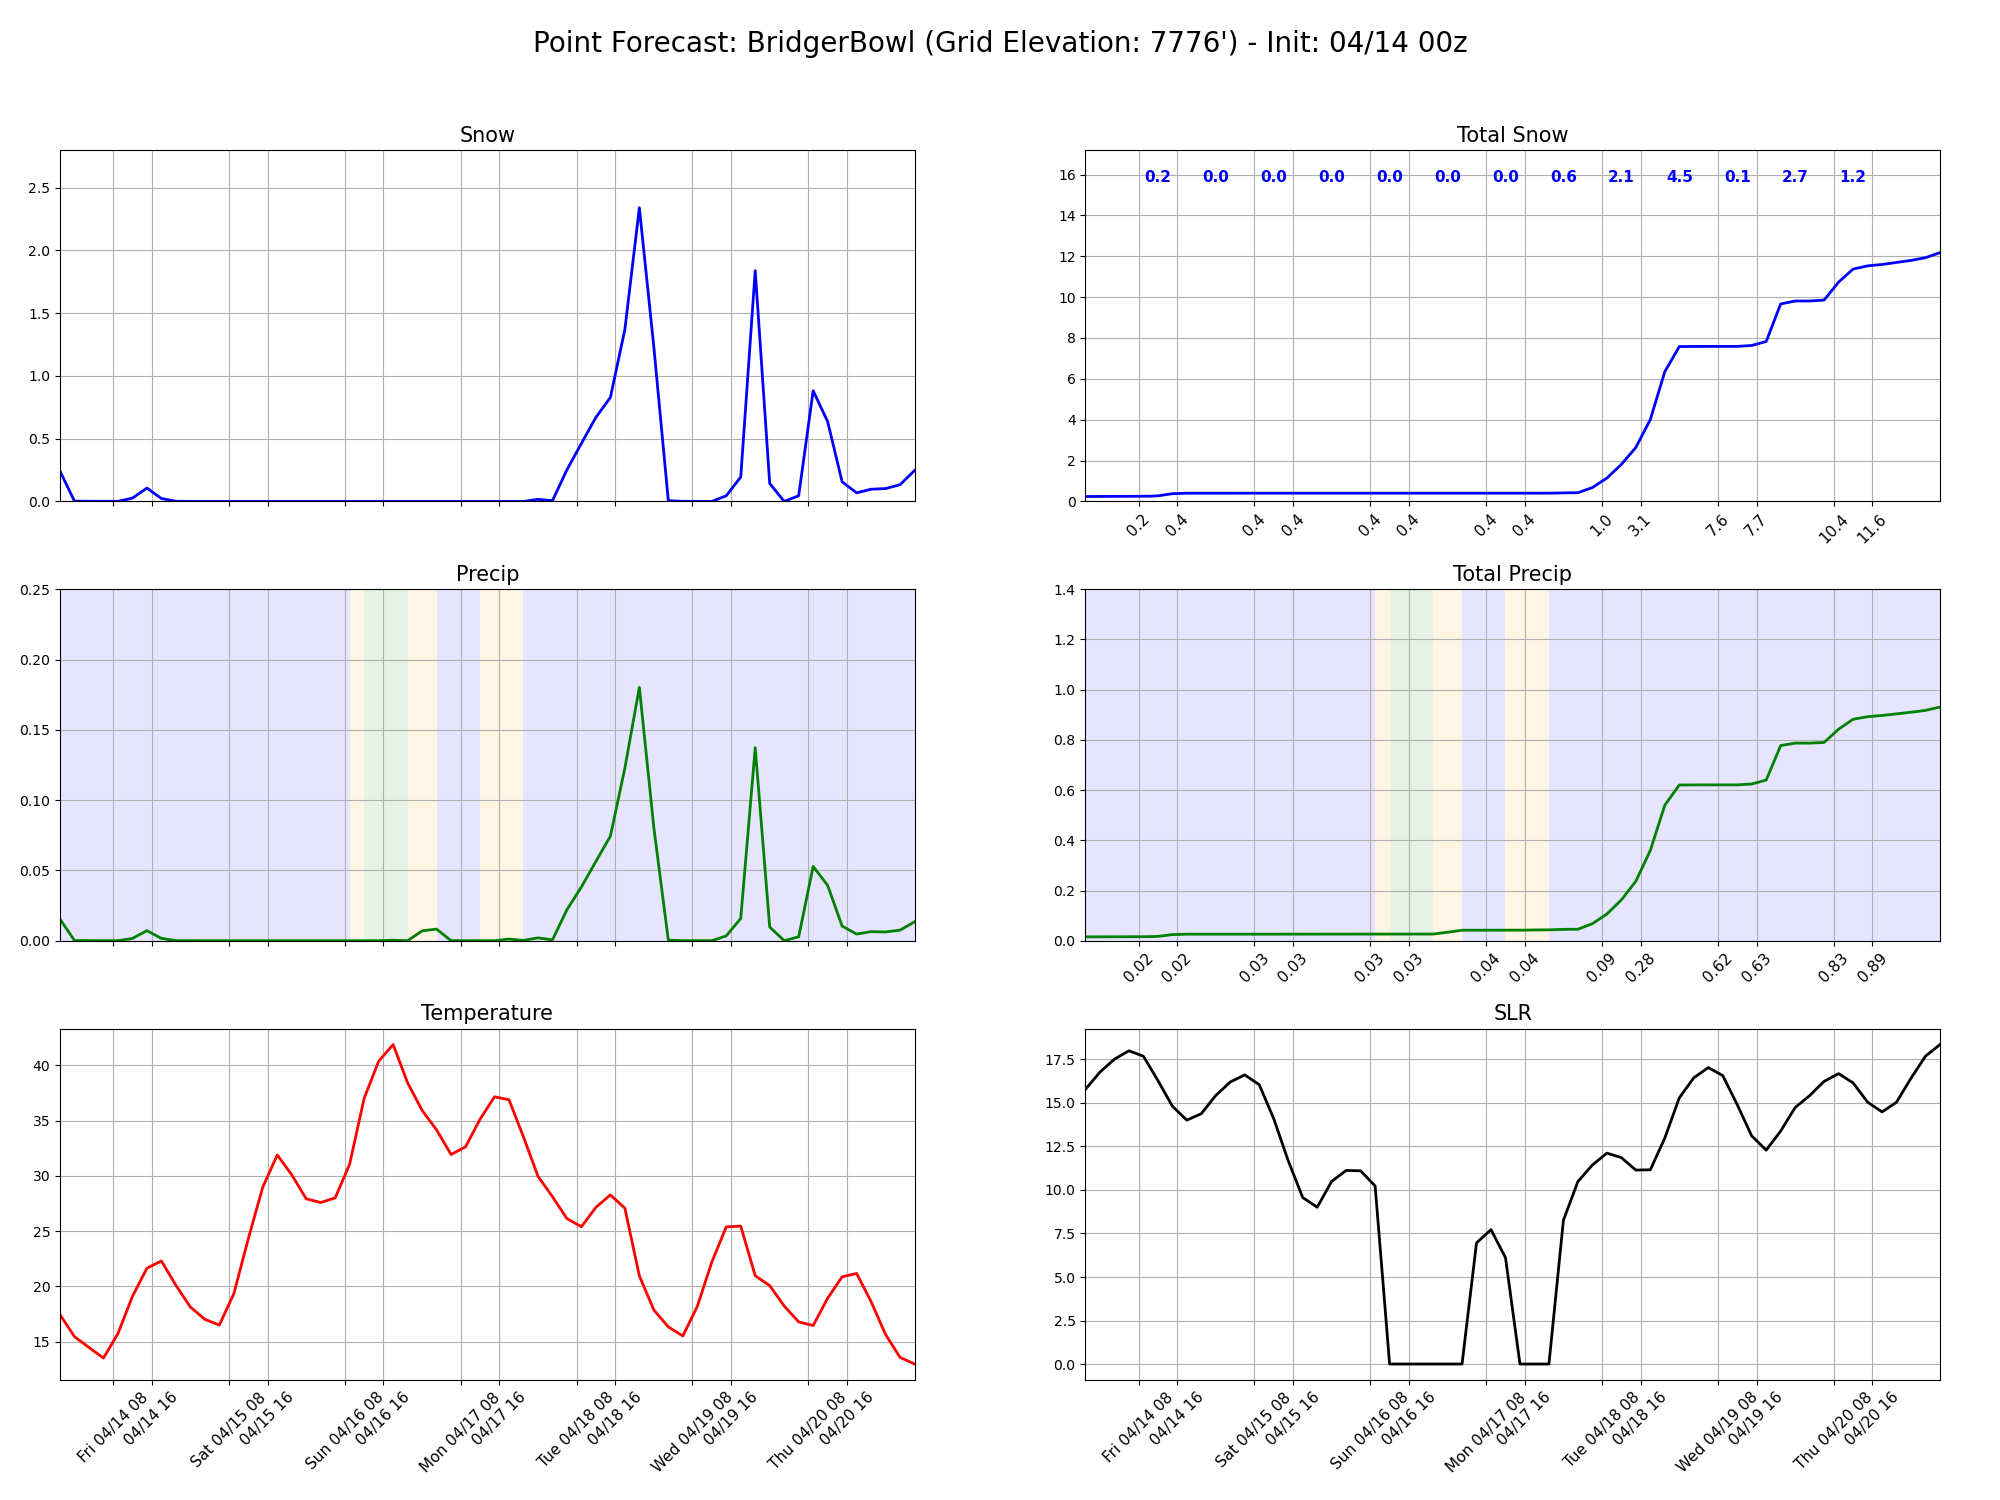 Point Forecast: BridgerBowl (Grid Elevation: 7776') - Init: 04/14 00z
Snow
2.5
2.0
1.5
1.0
0.5
0.0
Total Snow
0.2 0.0 0.0 0.0 0.0 0.0 0.0 0.6 2.1 4.5 0.1 2.7 1.2
16
14
12
10
8
6
4
2
0
0.2 0.4 0.4 0.4 0.4 0.4 0.4 0.4 1.0 3.1 7.6 7.7 10.4 11.6
Precip
0.25
0.20
0.15
0.10
0.05
0.00
Total Precip
1.4
1.2
1.0
0.8
0.6
0.4
0.2
0.0
0.02 0.02 0.03 0.03 0.03 0.03 0.04 0.04 0.09 0.28 0.62 0.63 0.83 0.89
Temperature
40
35
30
25
20
15
Fri 04/14 08
04/14 16
Sat 04/15 08
04/15 16
Sun 04/16 08
04/16 16
Mon 04/17 08
04/17 16
Tue 04/18 08
04/18 16
Wed 04/19 08
04/19 16
Thu 04/20 08
04/20 16
SLR
17.5
15.0
12.5
10.0
7.5
5.0
2.5
0.0
Fri 04/14 08
04/14 16
Sat 04/15 08
04/15 16
Sun 04/16 08
04/16 16
Mon 04/17 08
04/17 16
Tue 04/18 08
04/18 16
Wed 04/19 08
04/19 16
Thu 04/20 08
04/20 16